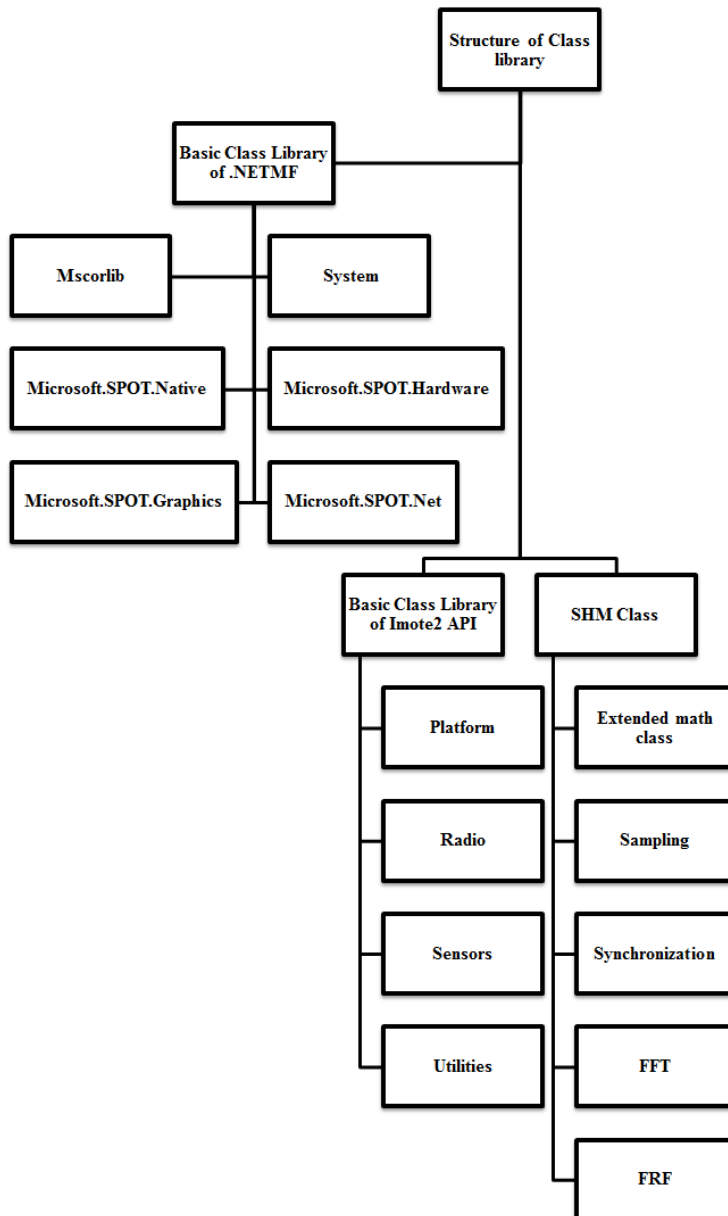 Structure of Class
library
Basic Class Library
of .NETMF
Mscorlib
System
Microsoft.SPOT.Native
Microsoft.SPOT.Hardware
Microsoft.SPOT.Graphics
Microsoft.SPOT.Net
Basic Class Library
of Imote2 API
SHM Class
Platform
Extended math
class
Radio
Sampling
Sensors
Synchronization
Utilities
FFT
FRF